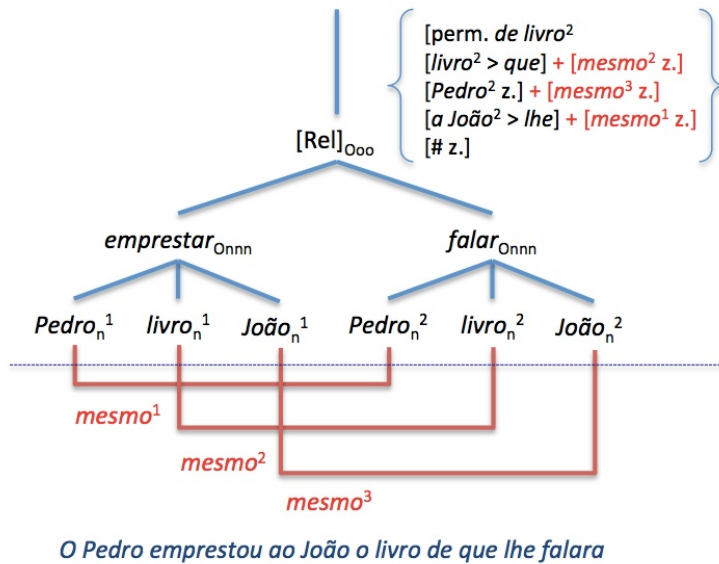 [perm. de livro²
[livro² > que] + [mesmo² z.]
[Pedro² z.] + [mesmo³ z.]
[a João² > lhe] + [mesmo¹ z.]
[# z.]
[Rel]Ooo
emprestarOnnn falarOnnn
Pedroₙ¹ livroₙ¹ Joãoₙ¹ Pedroₙ² livroₙ² Joãoₙ²
mesmo¹
mesmo²
mesmo³
O Pedro emprestou ao João o livro de que lhe falara